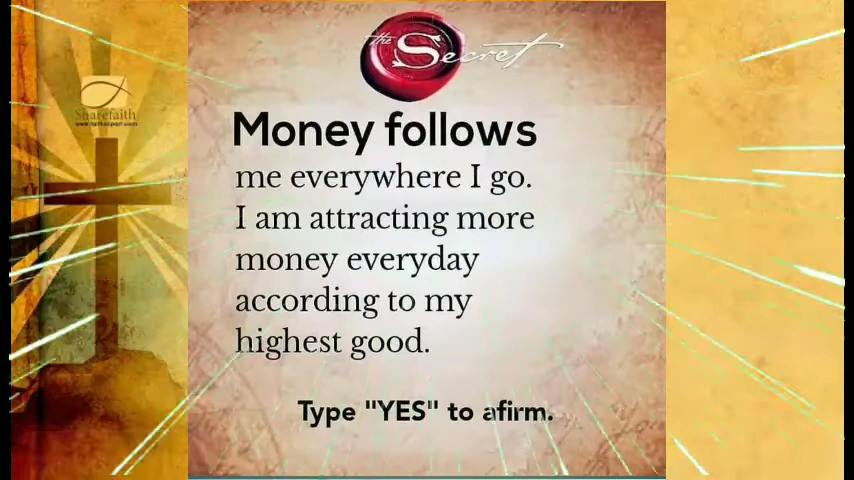 the Secret
Sharefaith
Money follows
me everywhere I go.
I am attracting more
money everyday
according to my
highest good.
Type "YES" to afirm.